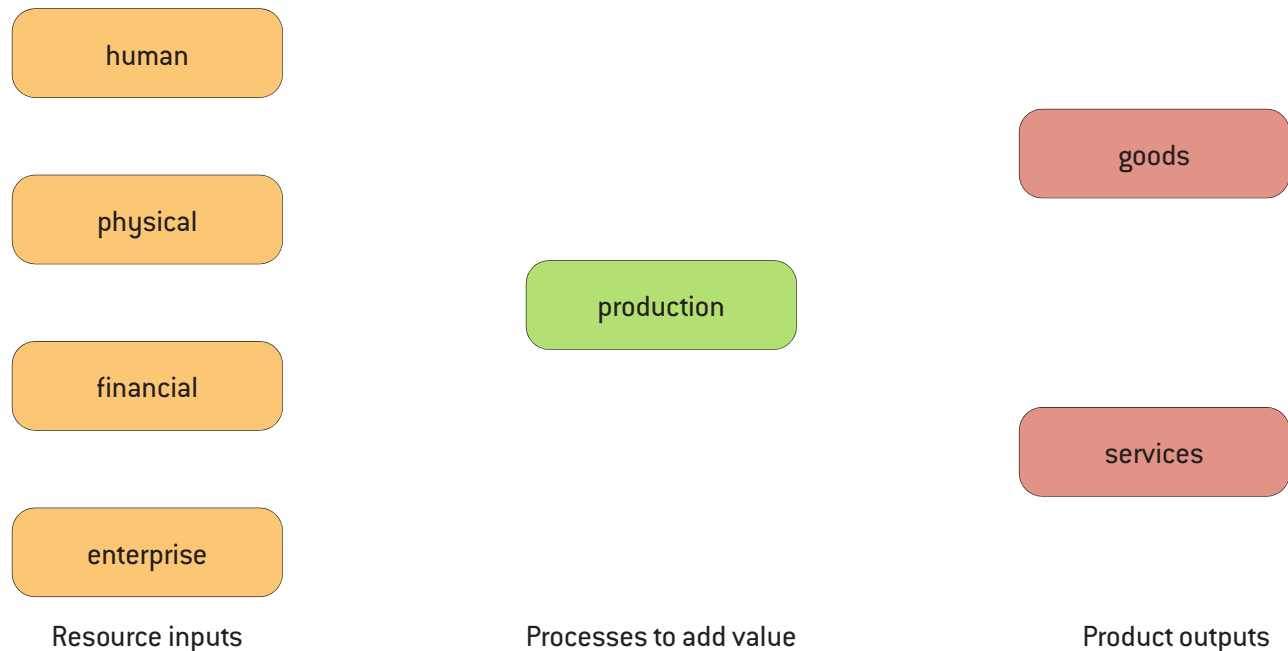 human
physical
financial
enterprise
Resource inputs
production
Processes to add value
goods
services
Product outputs